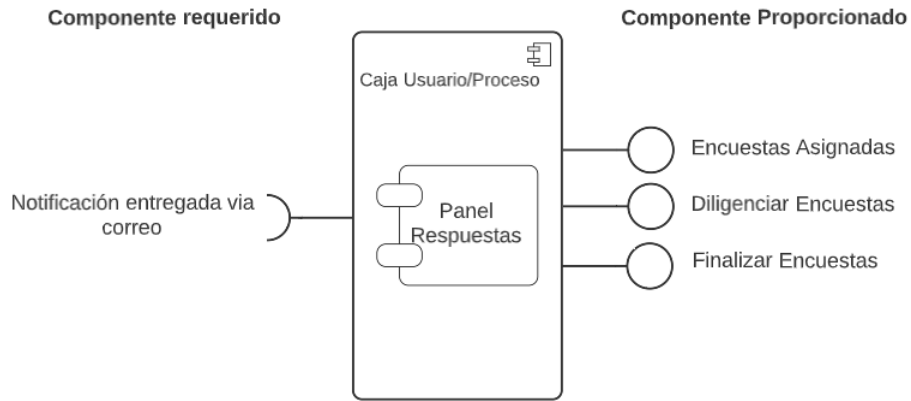 Componente requerido
Componente Proporcionado
Caja Usuario/Proceso
Encuestas Asignadas
Notificación entregada via
correo
Panel
Respuestas
Diligenciar Encuestas
Finalizar Encuestas